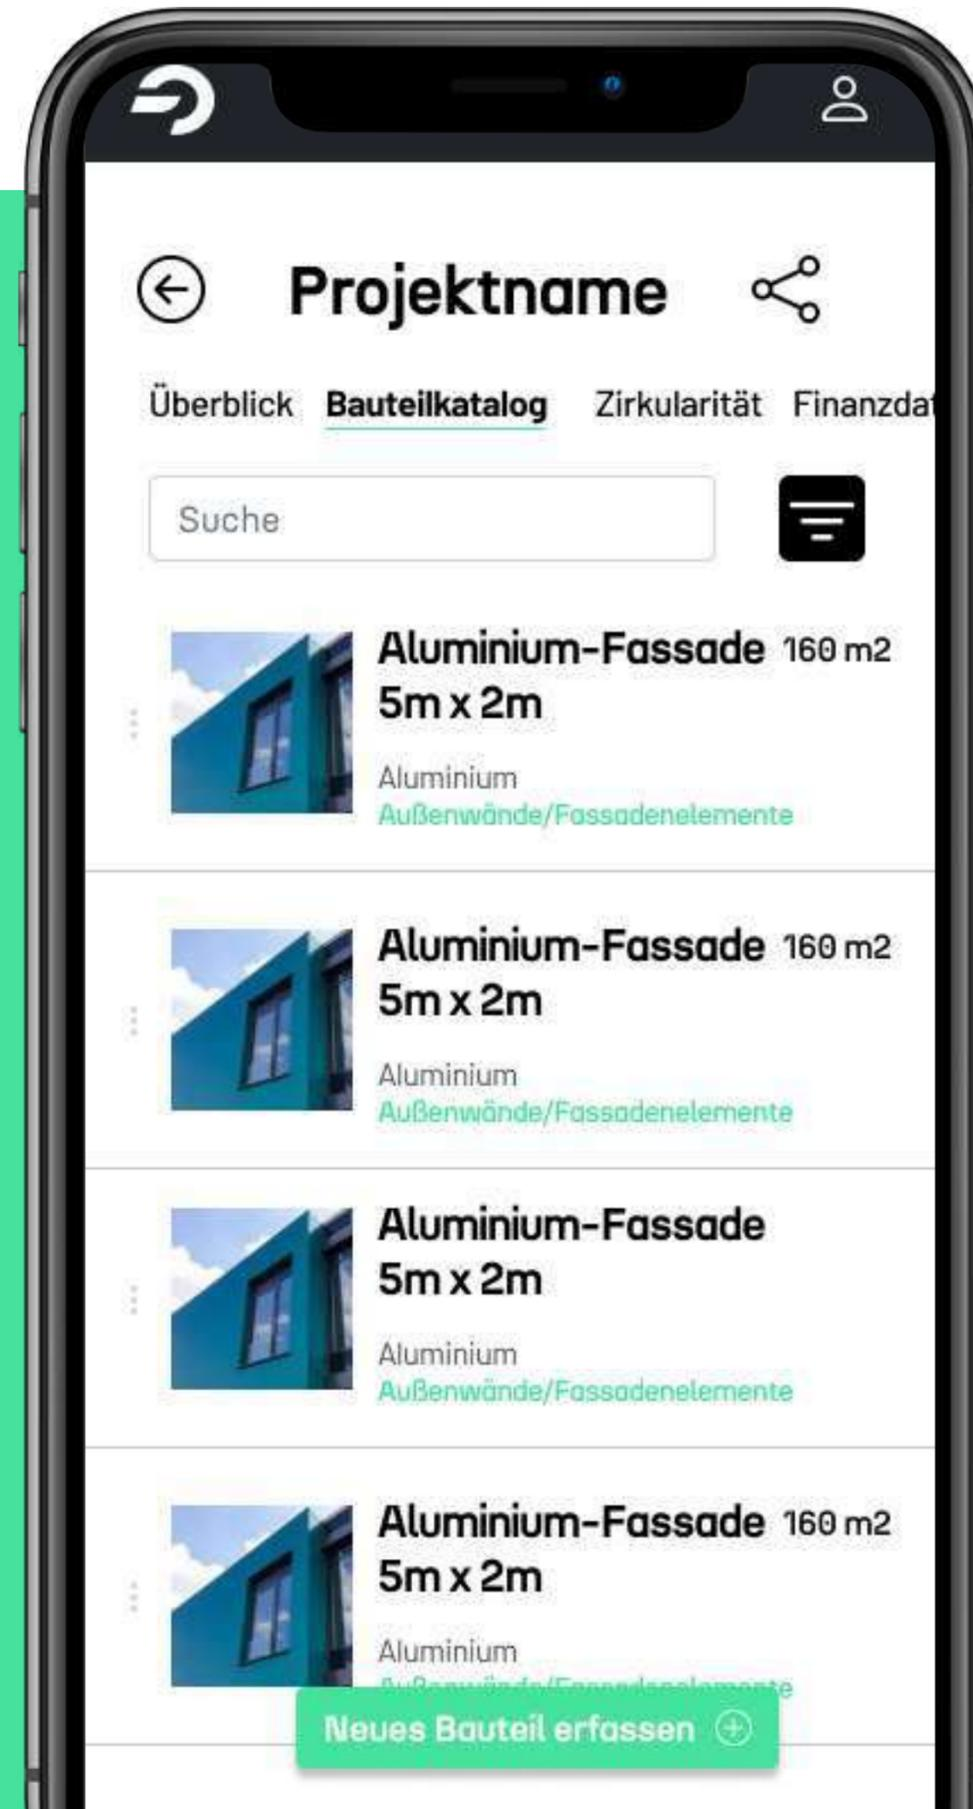 Projektname
Überblick Bauteilkatalog Zirkularität Finanzdat
Suche
Aluminium-Fassade 160 m2
5m x 2m
Aluminium
Außenwände/Fassadenelemente
Aluminium-Fassade 160 m2
5m x 2m
Aluminium
Außenwände/Fassadenelemente
Aluminium-Fassade
5m x 2m
Aluminium
Außenwände/Fassadenelemente
Aluminium-Fassade 160 m2
5m x 2m
Aluminium
Außenwände/Fassadenelemente
Neues Bauteil erfassen